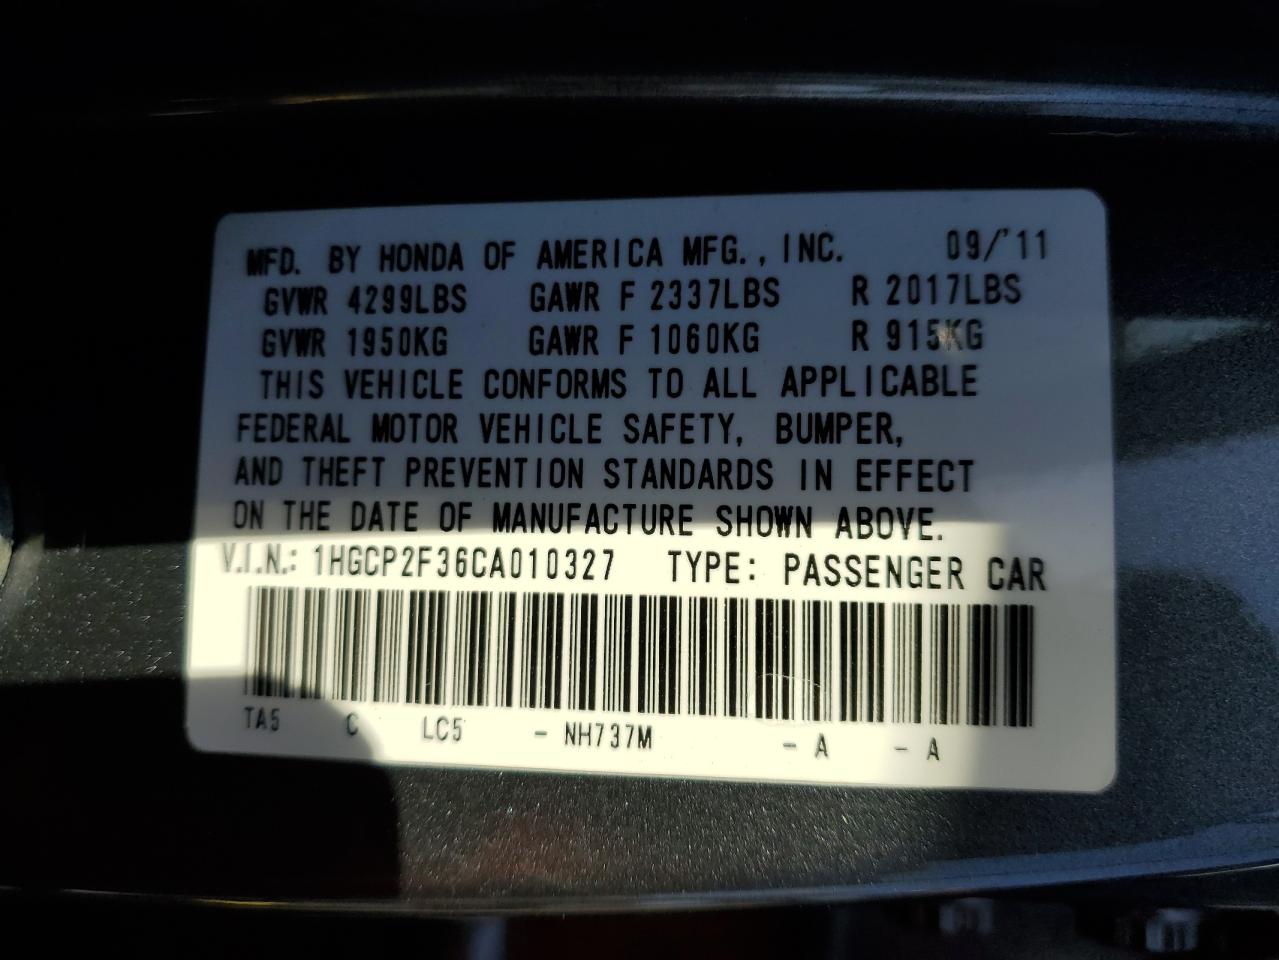 MFD. BY HONDA OF AMERICA MFG., INC. 09/'11
GVWR 4299LBS GAWR F 2337LBS R 2017LBS
GVWR 1950KG GAWR F 1060KG R 915KG
THIS VEHICLE CONFORMS TO ALL APPLICABLE
FEDERAL MOTOR VEHICLE SAFETY, BUMPER,
AND THEFT PREVENTION STANDARDS IN EFFECT
ON THE DATE OF MANUFACTURE SHOWN ABOVE.
V.I.N.: 1HGCP2F36CA010327 TYPE: PASSENGER CAR
TA5 C LC5 - NH737M - A - A